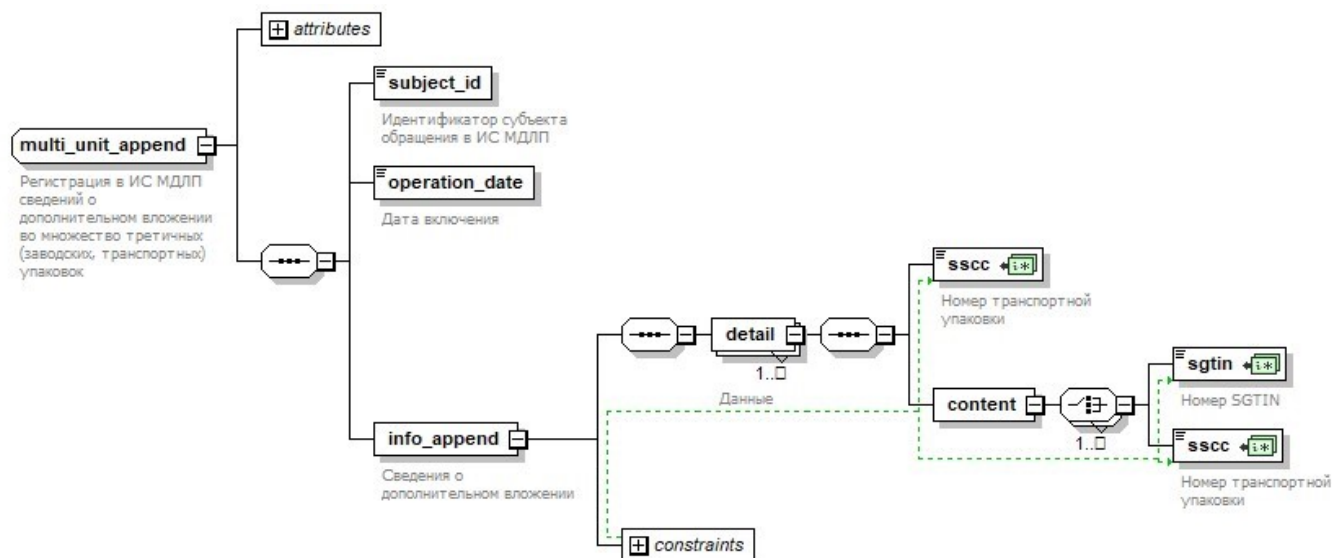 attributes
subject_id
Идентификатор субъекта
обращения в ИС МДЛП
multi_unit_append
Регистрация в ИС МДЛП
сведений о
дополнительном вложении
во множество третичных
(заводских, транспортных)
упаковок
operation_date
Дата включения
sscc
Номер транспортной
упаковки
detail
1..□
Данные
content
1..□
sgtin
Номер SGTIN
sscc
Номер транспортной
упаковки
info_append
Сведения о
дополнительном вложении
constraints